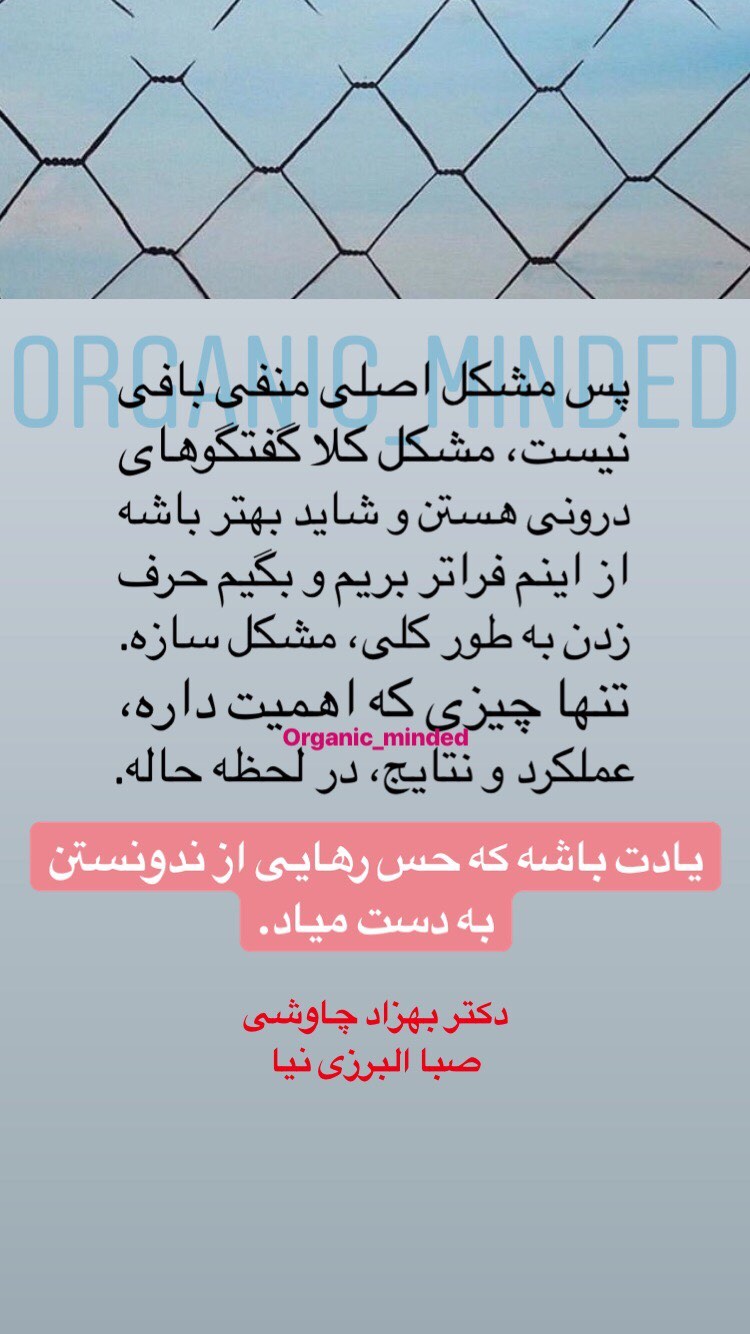 ORGANIC_MINDED
پس مشکل اصلی منفی بافی
نیست، مشکل کلا گفتگوهای
درونی هستن و شاید بهتر باشه
از اینم فراتر بریم و بگیم حرف
زدن به طور کلی، مشکل سازه.
تنها چیزی که اهمیت داره،
Organic_minded
عملکرد و نتایج، در لحظه حاله.
یادت باشه که حس رهایی از ندونستن
به دست میاد.
دکتر بهزاد چاوشی
صبا البرزی نیا